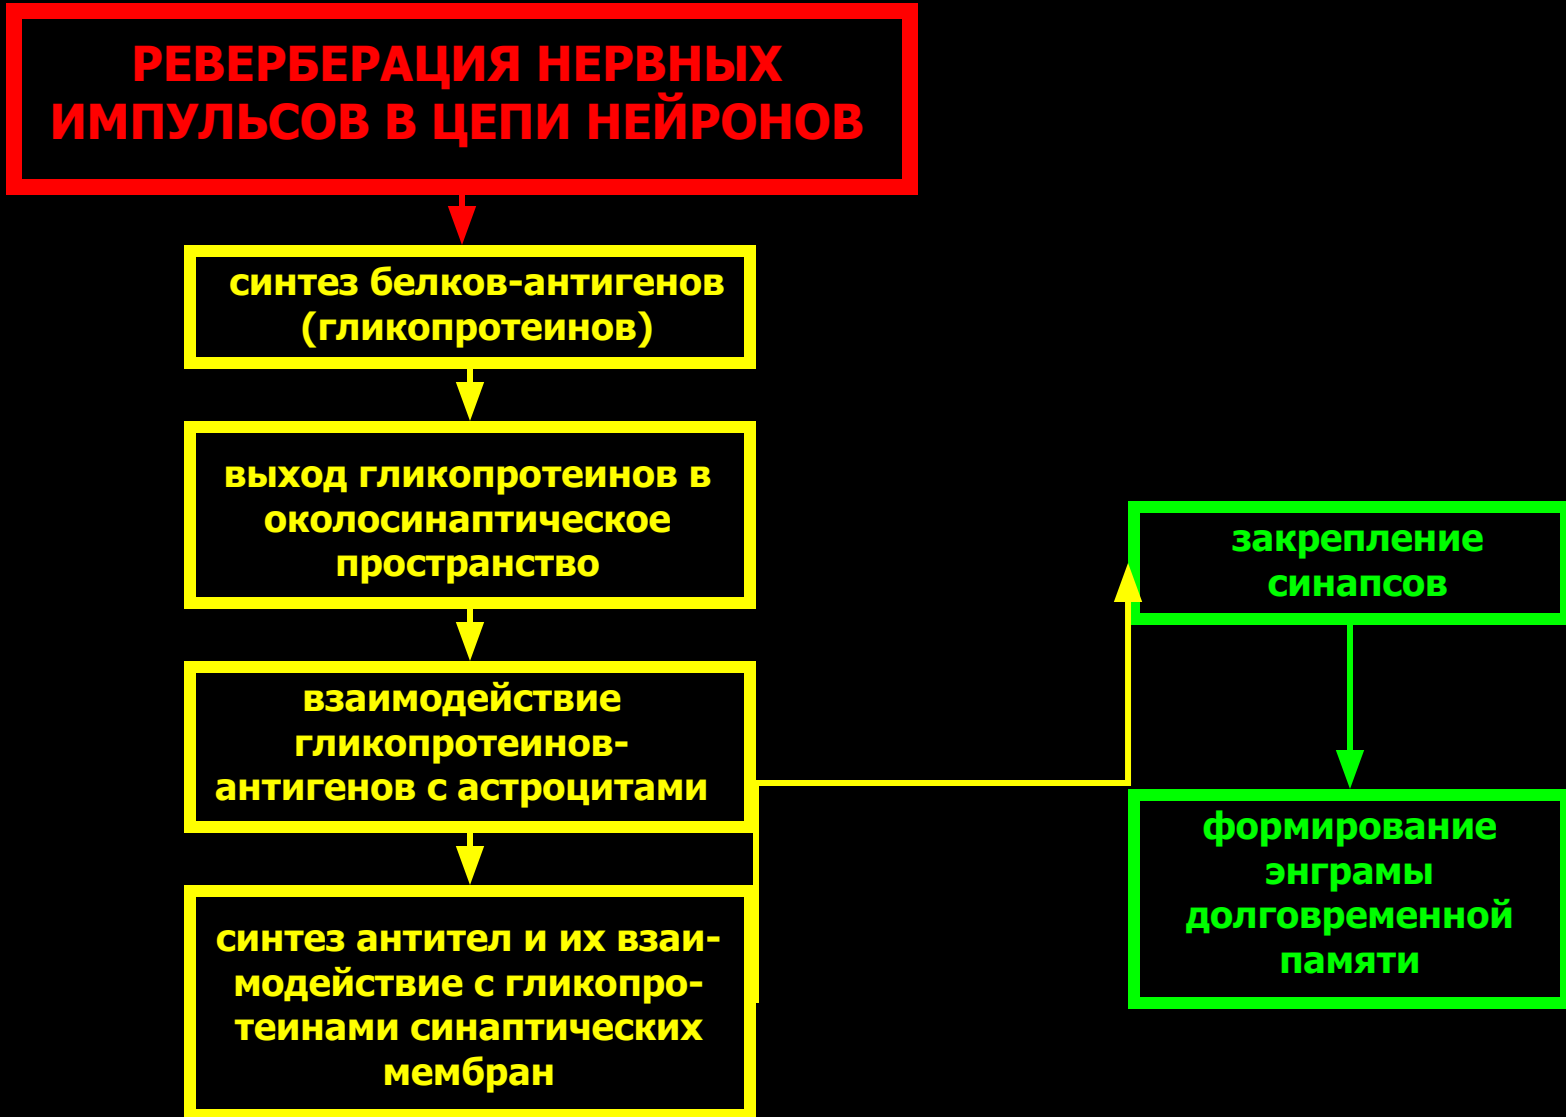 РЕВЕРБЕРАЦИЯ НЕРВНЫХ
ИМПУЛЬСОВ В ЦЕПИ НЕЙРОНОВ
синтез белков-антигенов
(гликопротеинов)
выход гликопротеинов в
околосинаптическое
пространство
взаимодействие
гликопротеинов-
антигенов с астроцитами
синтез антител и их взаи-
модействие с гликопро-
теинами синаптических
мембран
закрепление
синапсов
формирование
энграмы
долговременной
памяти